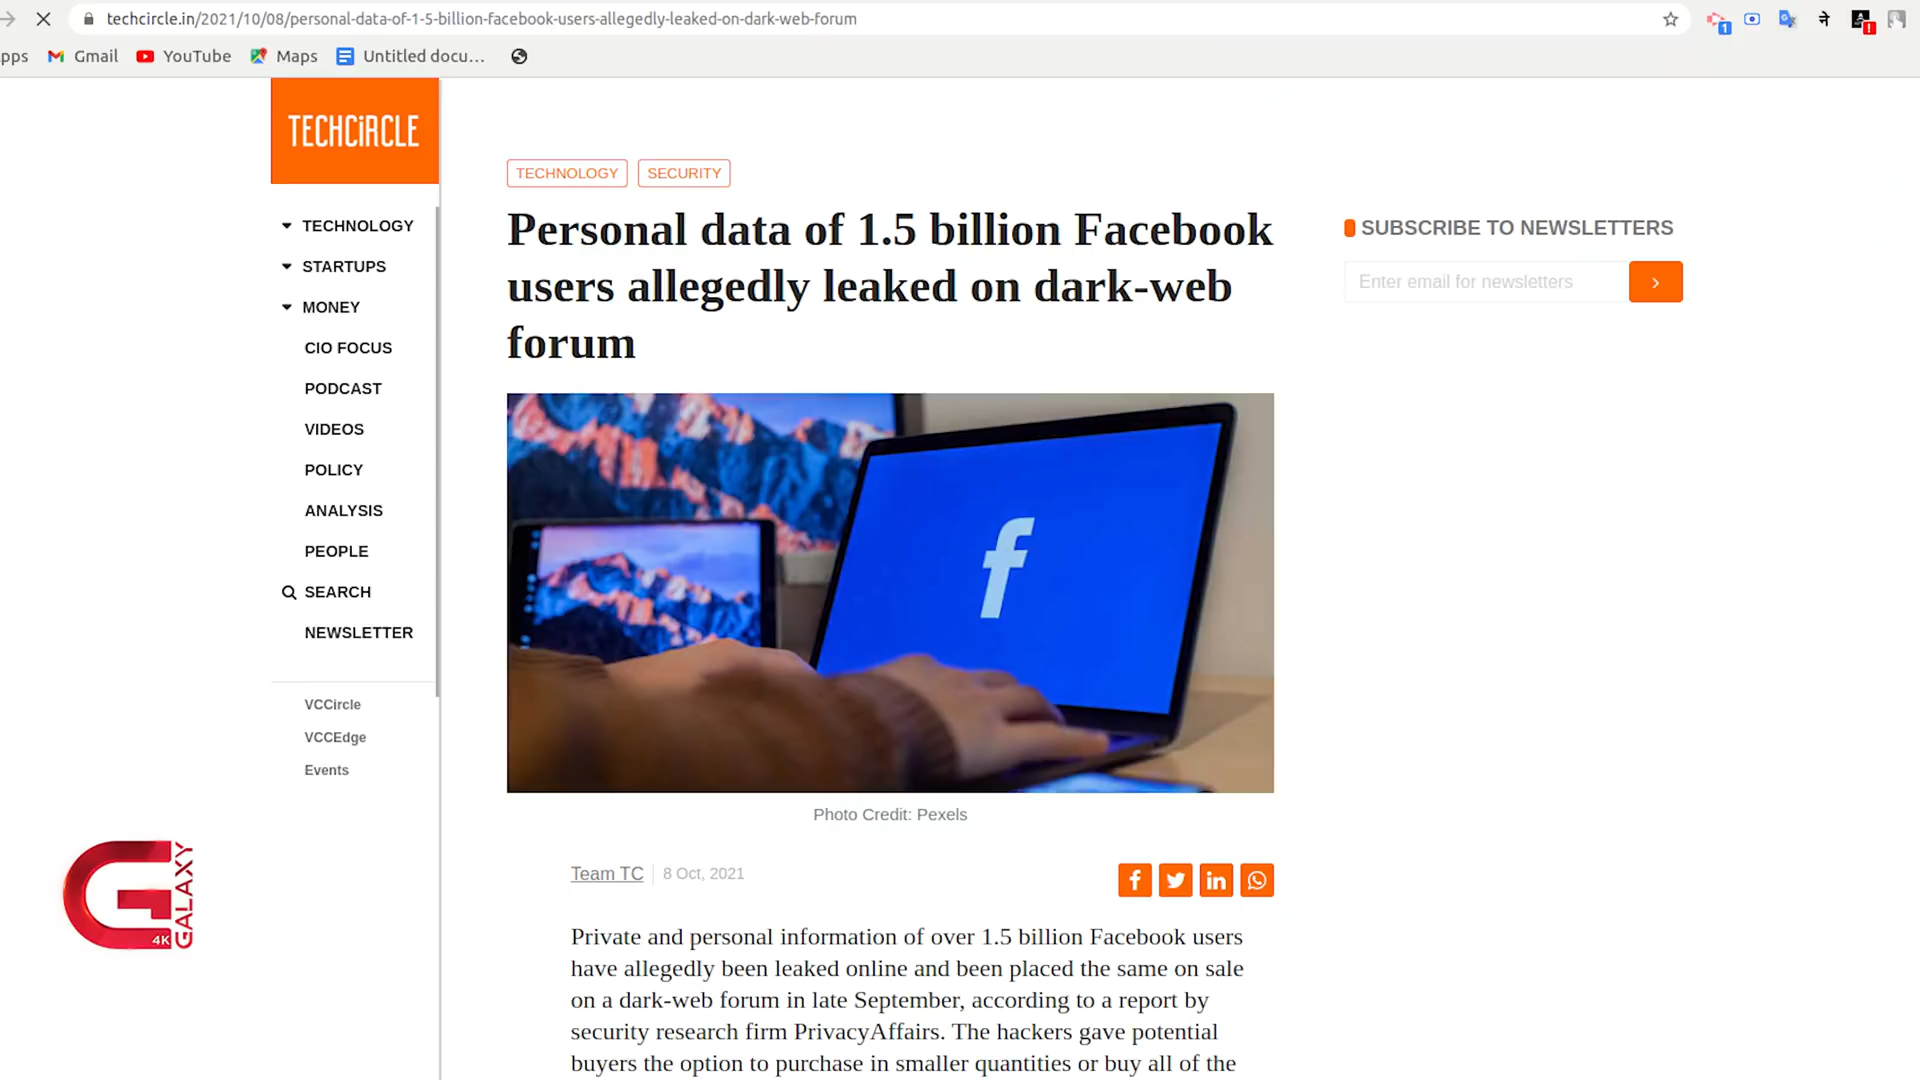 techcircle.in/2021/10/08/personal-data-of-1-5-billion-facebook-users-allegedly-leaked-on-dark-web-forum
1
ने
pps
Gmail
YouTube
Maps
Untitled docu...
TECHCiRCLE
TECHNOLOGY
STARTUPS
MONEY
CIO FOCUS
PODCAST
VIDEOS
POLICY
ANALYSIS
PEOPLE
SEARCH
NEWSLETTER
VCCircle
VCCEdge
Events
G
GALAXY
4K
TECHNOLOGY
SECURITY
Personal data of 1.5 billion Facebook
users allegedly leaked on dark-web
forum
f
Photo Credit: Pexels
Team TC
8 Oct, 2021
Private and personal information of over 1.5 billion Facebook users
have allegedly been leaked online and been placed the same on sale
on a dark-web forum in late September, according to a report by
security research firm PrivacyAffairs. The hackers gave potential
buyers the option to purchase in smaller quantities or buy all of the
SUBSCRIBE TO NEWSLETTERS
Enter email for newsletters